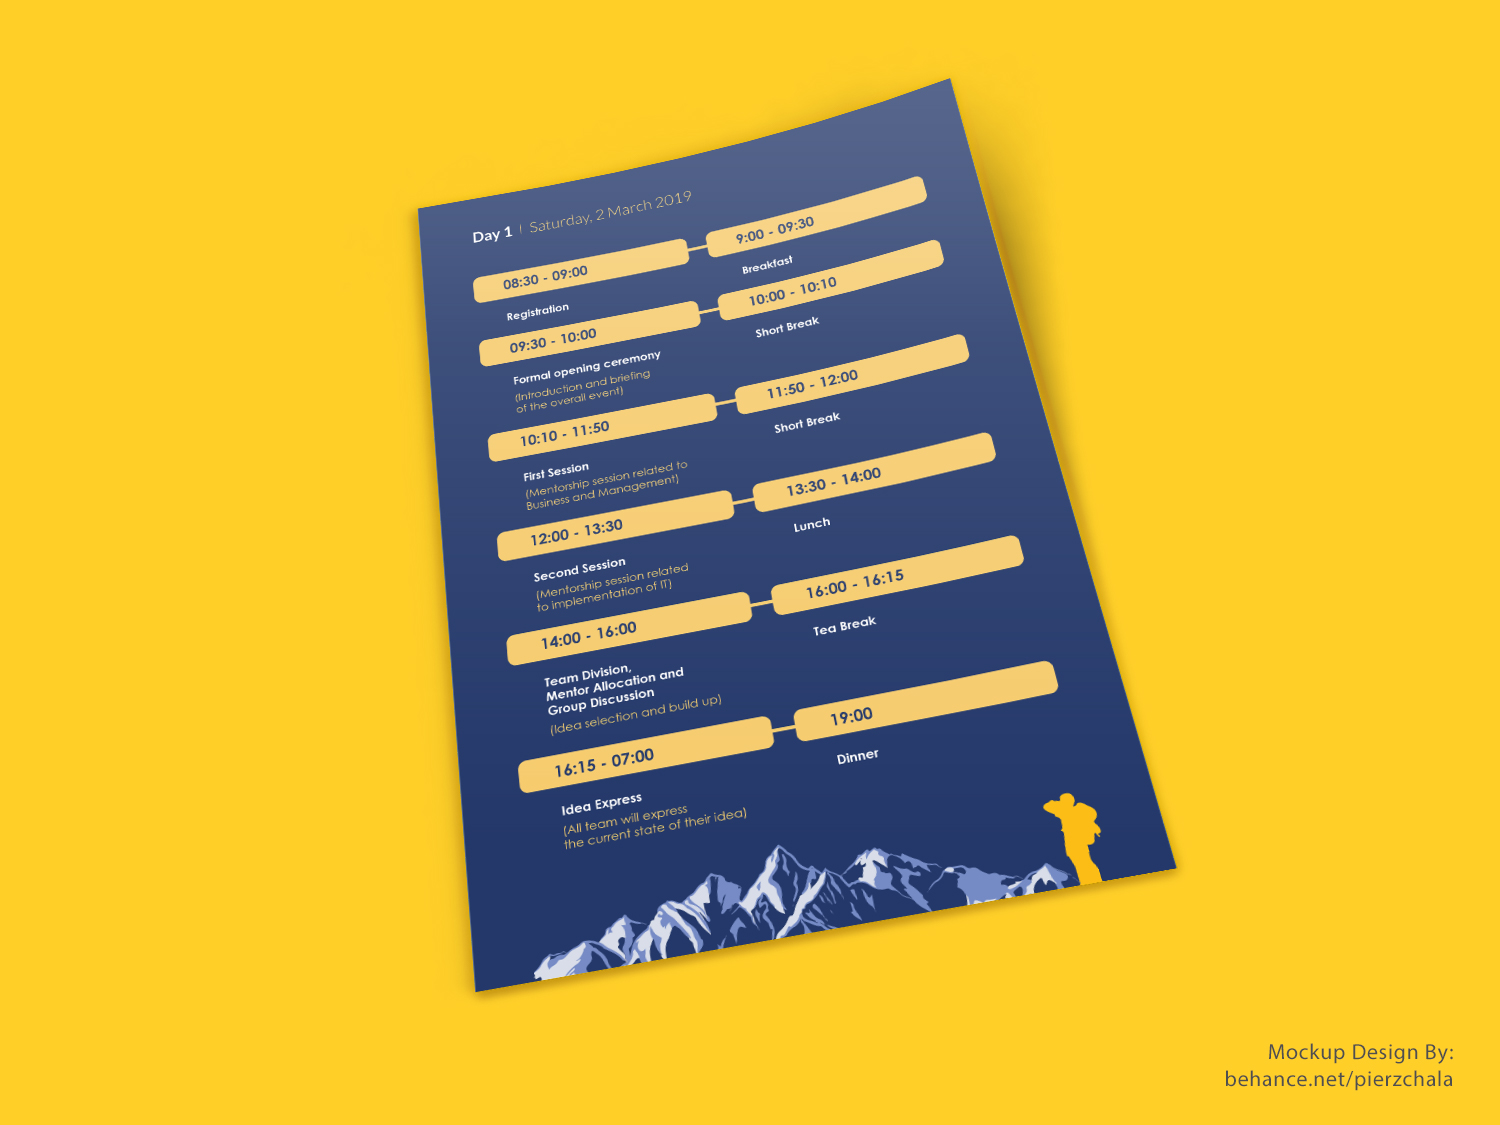 Day 1 | Saturday, 2 March 2019
08:30 - 09:00
Registration
9:00 - 09:30
Breakfast
09:30 - 10:00
Formal opening ceremony
(Introduction and briefing
of the overall event)
10:00 - 10:10
Short Break
10:10 - 11:50
First Session
(Mentorship session related to
Business and Management)
11:50 - 12:00
Short Break
12:00 - 13:30
Second Session
(Mentorship session related
to implementation of IT)
13:30 - 14:00
Lunch
14:00 - 16:00
Team Division,
Mentor Allocation and
Group Discussion
(Idea selection and build up)
16:00 - 16:15
Tea Break
16:15 - 07:00
Idea Express
(All team will express
the current state of their idea)
19:00
Dinner
Mockup Design By:
behance.net/pierzchala